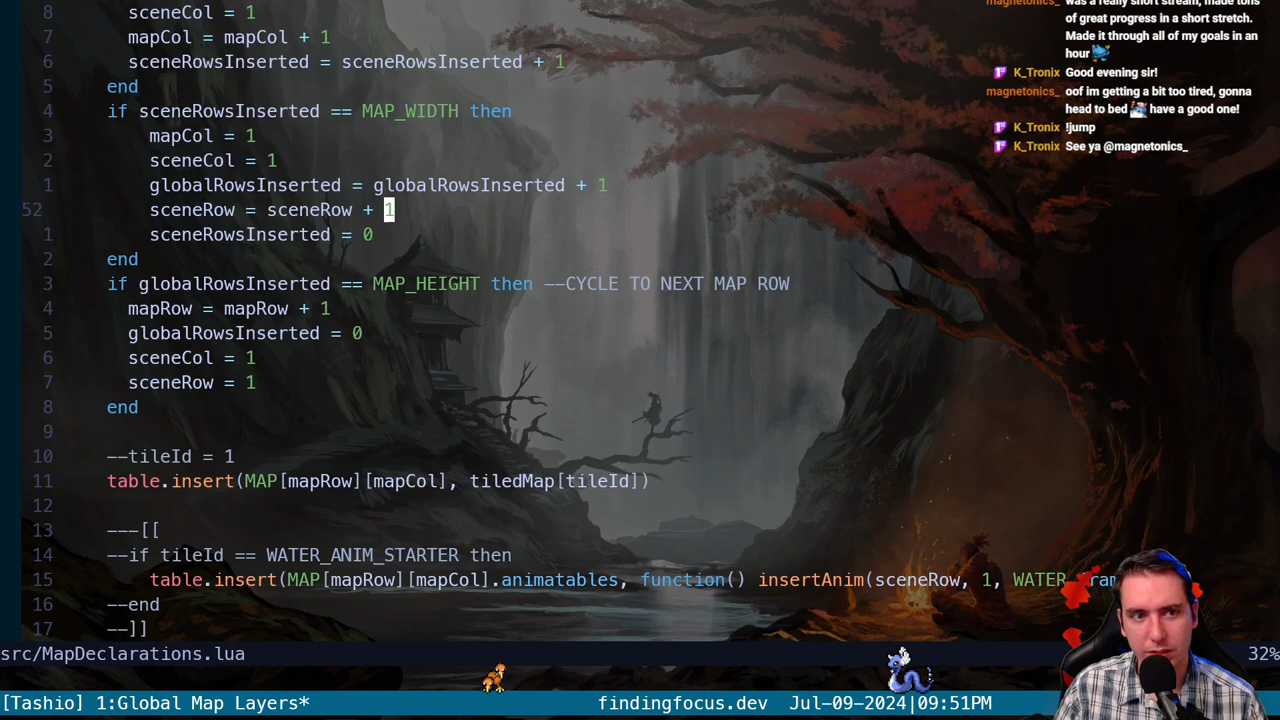 8 sceneCol = 1
7 mapCol = mapCol + 1
6 sceneRowsInserted = sceneRowsInserted + 1
5 end
4 if sceneRowsInserted == MAP_WIDTH then
3 mapCol = 1
2 sceneCol = 1
1 globalRowsInserted = globalRowsInserted + 1
52 sceneRow = sceneRow + 1
1 sceneRowsInserted = 0
2 end
3 if globalRowsInserted == MAP_HEIGHT then --CYCLE TO NEXT MAP ROW
4 mapRow = mapRow + 1
5 globalRowsInserted = 0
6 sceneCol = 1
7 sceneRow = 1
8 end
9
10 --tileId = 1
11 table.insert(MAP[mapRow][mapCol], tiledMap[tileId])
12
13 ---[[
14 --if tileId == WATER_ANIM_STARTER then
15 table.insert(MAP[mapRow][mapCol].animatables, function() insertAnim(sceneRow, 1, WATER
16 --end
17 --]]
src/MapDeclarations.lua 32%
[Tashio] 1:Global Map Layers* findingfocus.dev Jul-09-2024|09:51PM
magnetonics_ was a really short stream, made tons
of great progress in a short stretch.
Made it through all of my goals in an
hour
K_Tronix Good evening sir!
magnetonics_ oof im getting a bit too tired, gonna
head to bed have a good one!
K_Tronix !jump
K_Tronix See ya @magnetonics_